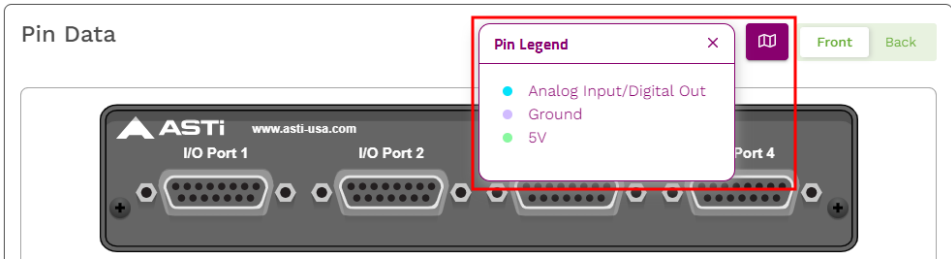 Pin Data
Pin Legend
Front Back
Analog Input/Digital Out
Ground
5V
ASTi www.asti-usa.com
I/O Port 1 I/O Port 2 Port 4